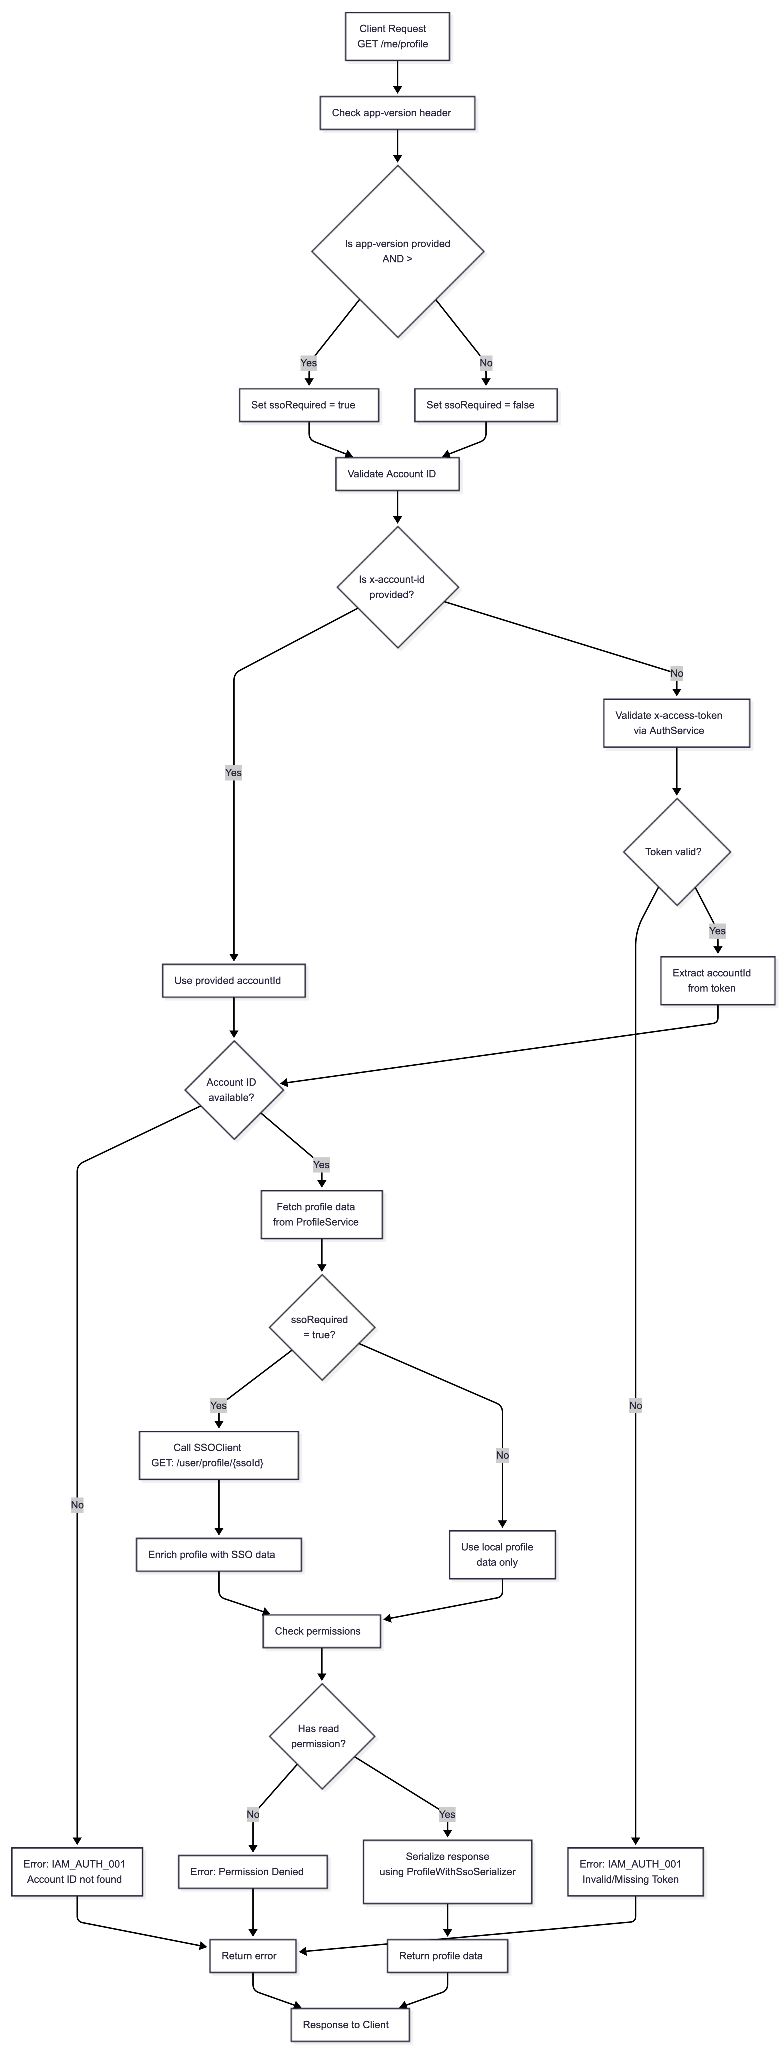 Client Request
GET /me/profile
Check app-version header
Is app-version provided
AND >
Yes
No
Set ssoRequired = true
Set ssoRequired = false
Validate Account ID
Is x-account-id
provided?
No
Validate x-access-token
via AuthService
Yes
Token valid?
Yes
Use provided accountId
Extract accountId
from token
Account ID
available?
Yes
Fetch profile data
from ProfileService
ssoRequired
= true?
Yes
No
Call SSOClient
GET: /user/profile/{ssoId}
No
No
Enrich profile with SSO data
Use local profile
data only
Check permissions
Has read
permission?
No
Yes
Error: IAM_AUTH_001
Account ID not found
Error: Permission Denied
Serialize response
using ProfileWithSsoSerializer
Error: IAM_AUTH_001
Invalid/Missing Token
Return error
Return profile data
Response to Client